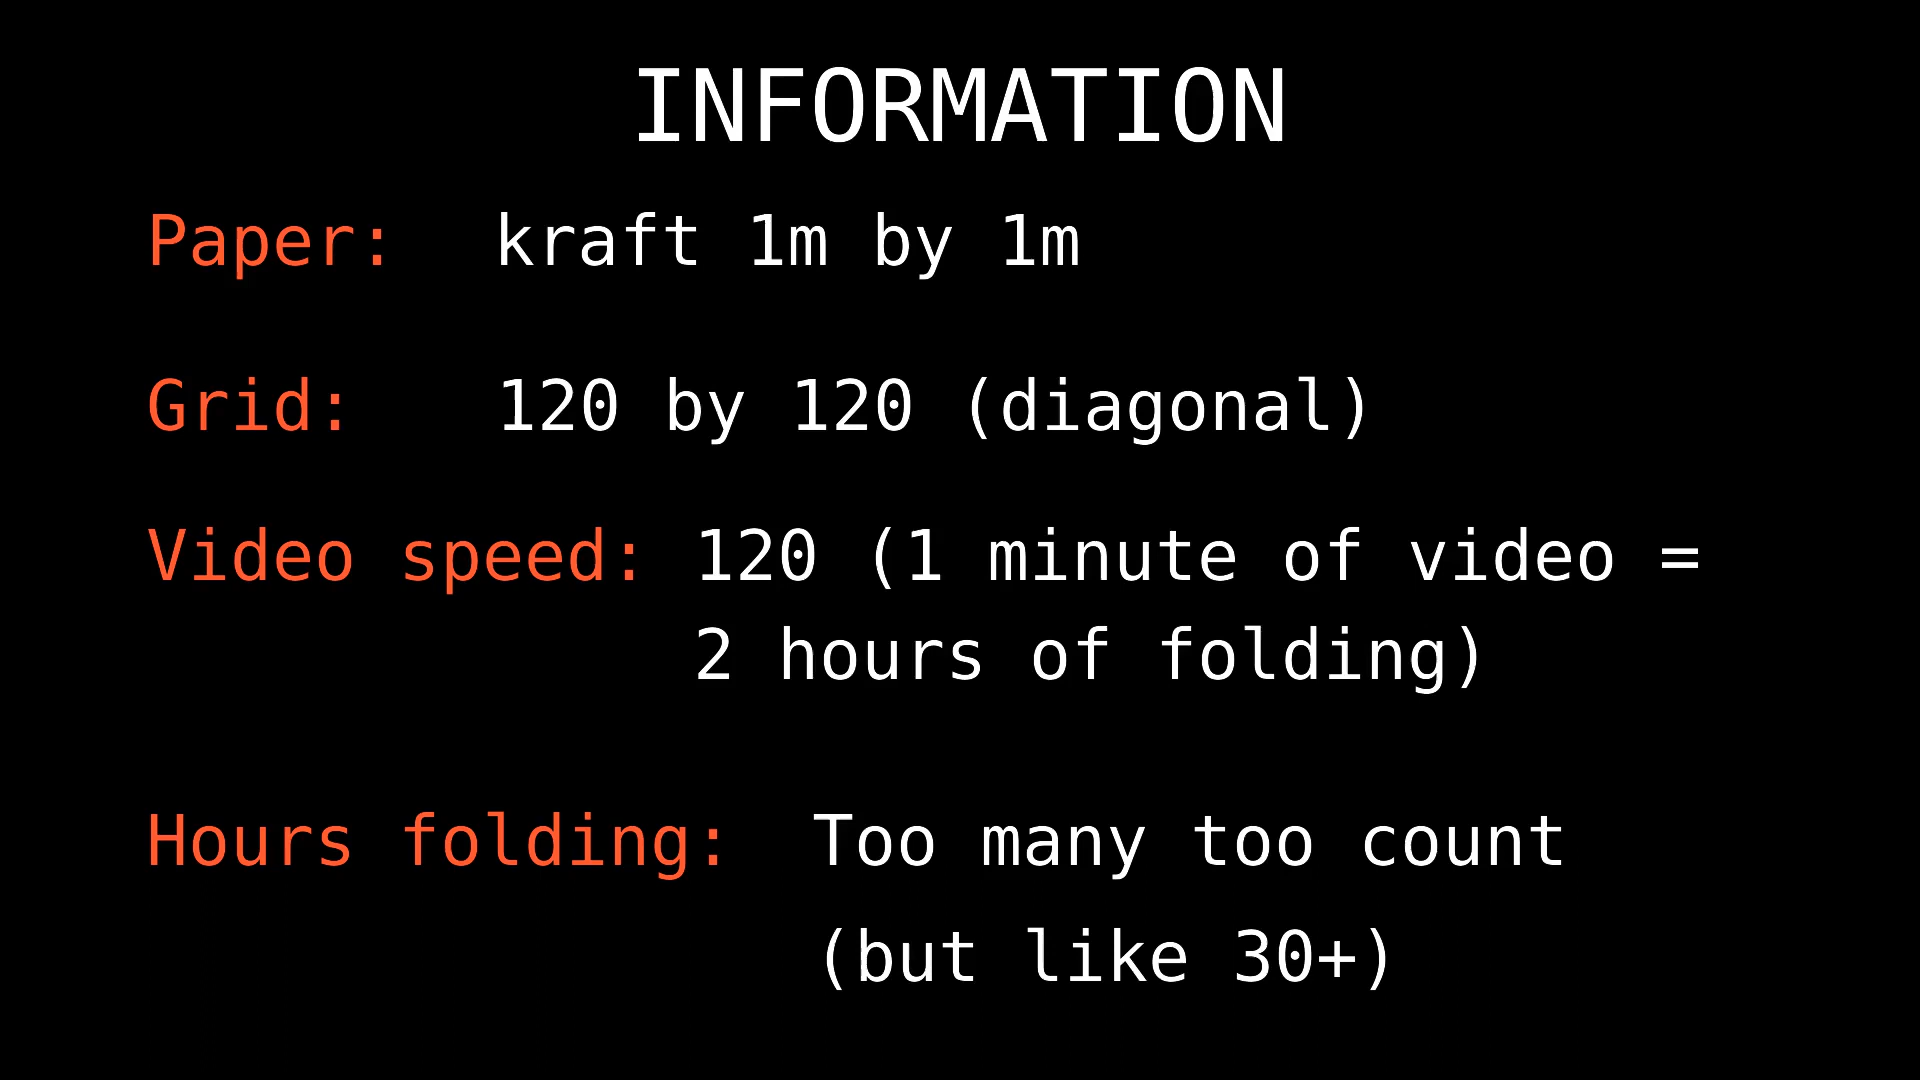 INFORMATION
Paper: kraft 1m by 1m
Grid: 120 by 120 (diagonal)
Video speed: 120 (1 minute of video =
2 hours of folding)
Hours folding: Too many too count
(but like 30+)